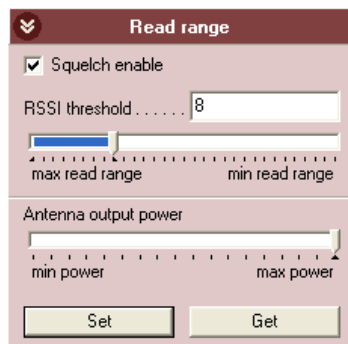 Read range
Squelch enable
RSSI threshold . . . . . . 8
max read range min read range
Antenna output power
min power max power
Set Get